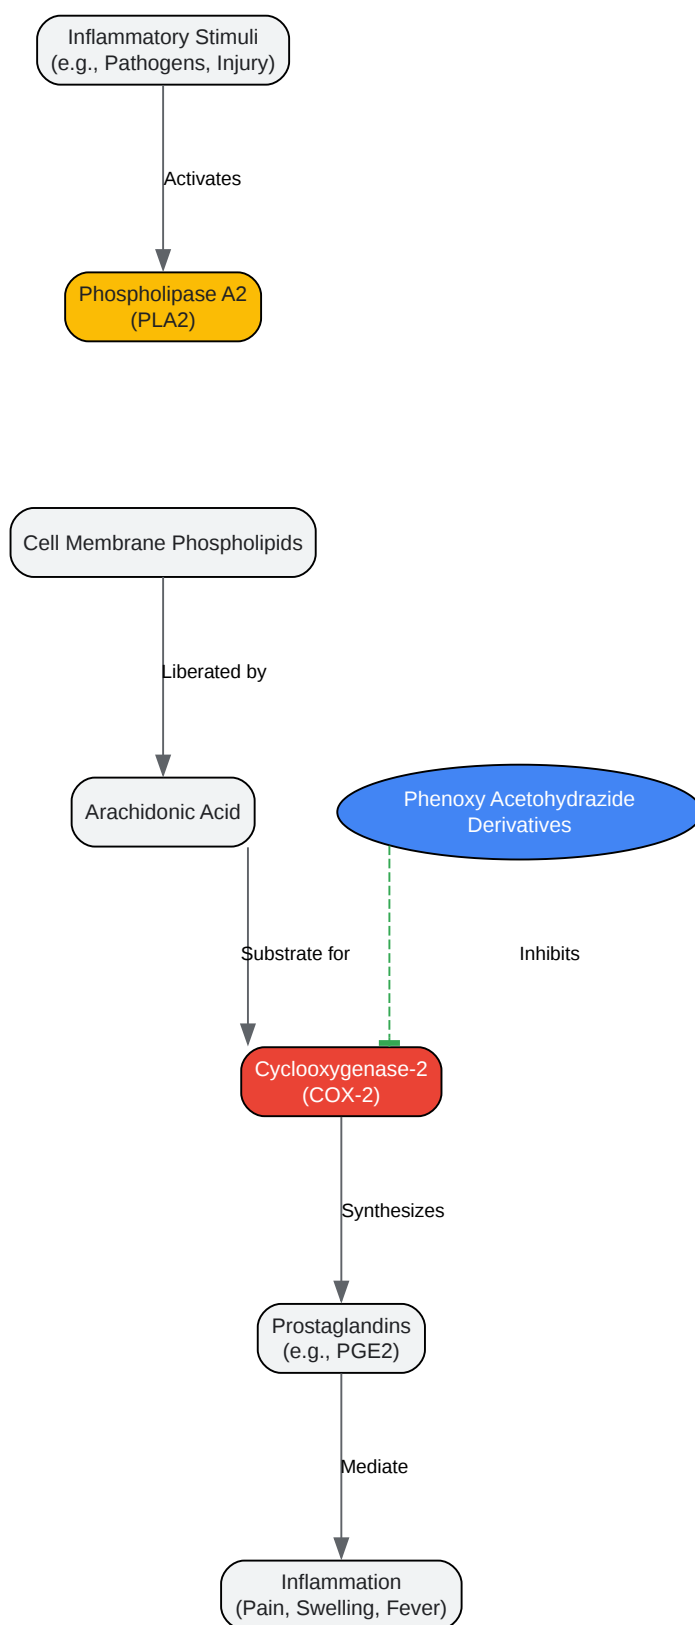 Inflammatory Stimuli
(e.g., Pathogens, Injury)
Activates
Phospholipase A2
(PLA2)
Cell Membrane Phospholipids
Liberated by
Arachidonic Acid
Phenoxy Acetohydrazide
Derivatives
Substrate for
Inhibits
Cyclooxygenase-2
(COX-2)
Synthesizes
Prostaglandins
(e.g., PGE2)
Mediate
Inflammation
(Pain, Swelling, Fever)